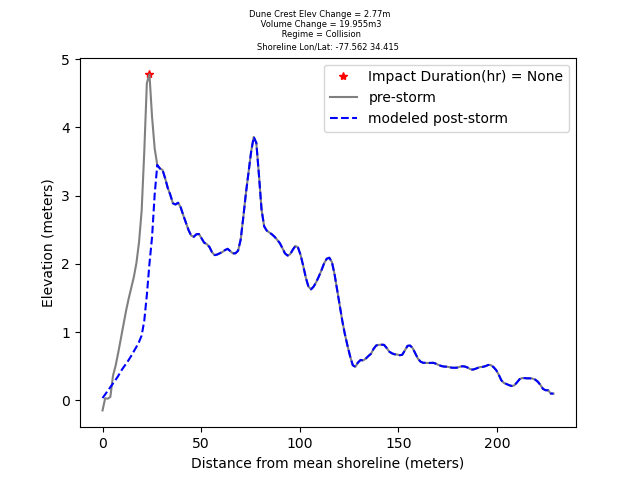 Dune Crest Elev Change = 2.77m
Volume Change = 19.955m3
Regime = Collision
Shoreline Lon/Lat: -77.562 34.415
Impact Duration(hr) = None
pre-storm
modeled post-storm
Elevation (meters)
5
4
3
2
1
0
0 50 100 150 200
Distance from mean shoreline (meters)